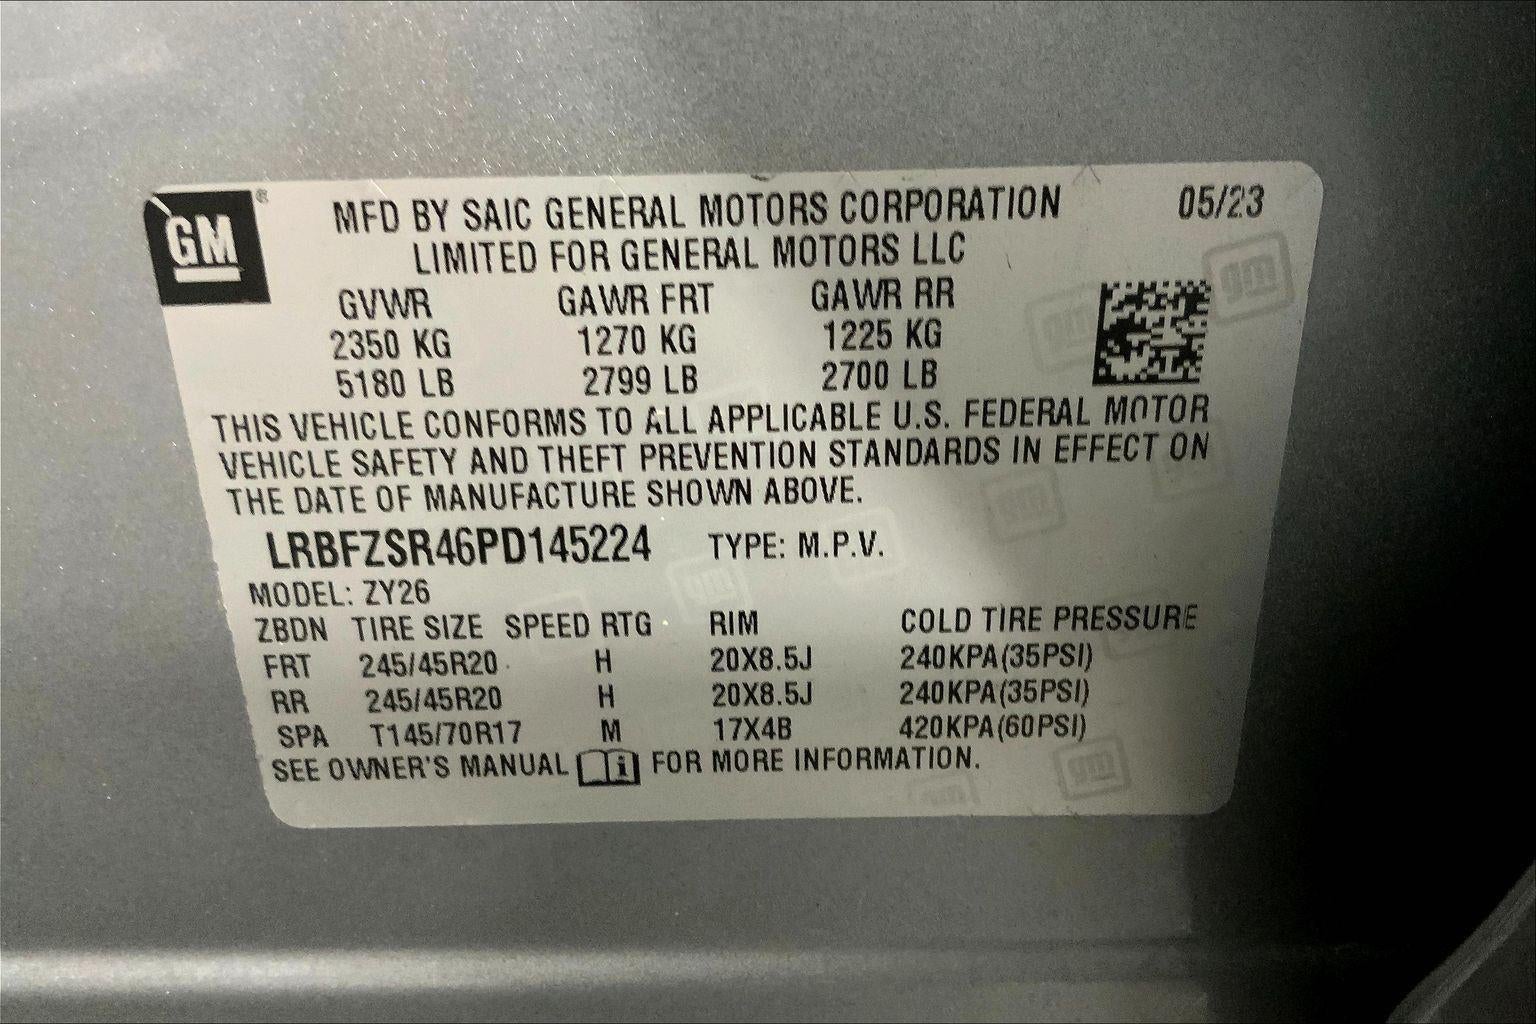 GM ®
MFD BY SAIC GENERAL MOTORS CORPORATION 05/23
LIMITED FOR GENERAL MOTORS LLC
GVWR GAWR FRT GAWR RR
2350 KG 1270 KG 1225 KG
5180 LB 2799 LB 2700 LB
THIS VEHICLE CONFORMS TO ALL APPLICABLE U.S. FEDERAL MOTOR
VEHICLE SAFETY AND THEFT PREVENTION STANDARDS IN EFFECT ON
THE DATE OF MANUFACTURE SHOWN ABOVE.
LRBFZSR46PD145224 TYPE: M.P.V.
MODEL: ZY26
ZBDN TIRE SIZE SPEED RTG RIM COLD TIRE PRESSURE
FRT 245/45R20 H 20X8.5J 240KPA(35PSI)
RR 245/45R20 H 20X8.5J 240KPA(35PSI)
SPA T145/70R17 M 17X4B 420KPA(60PSI)
SEE OWNER'S MANUAL i FOR MORE INFORMATION.